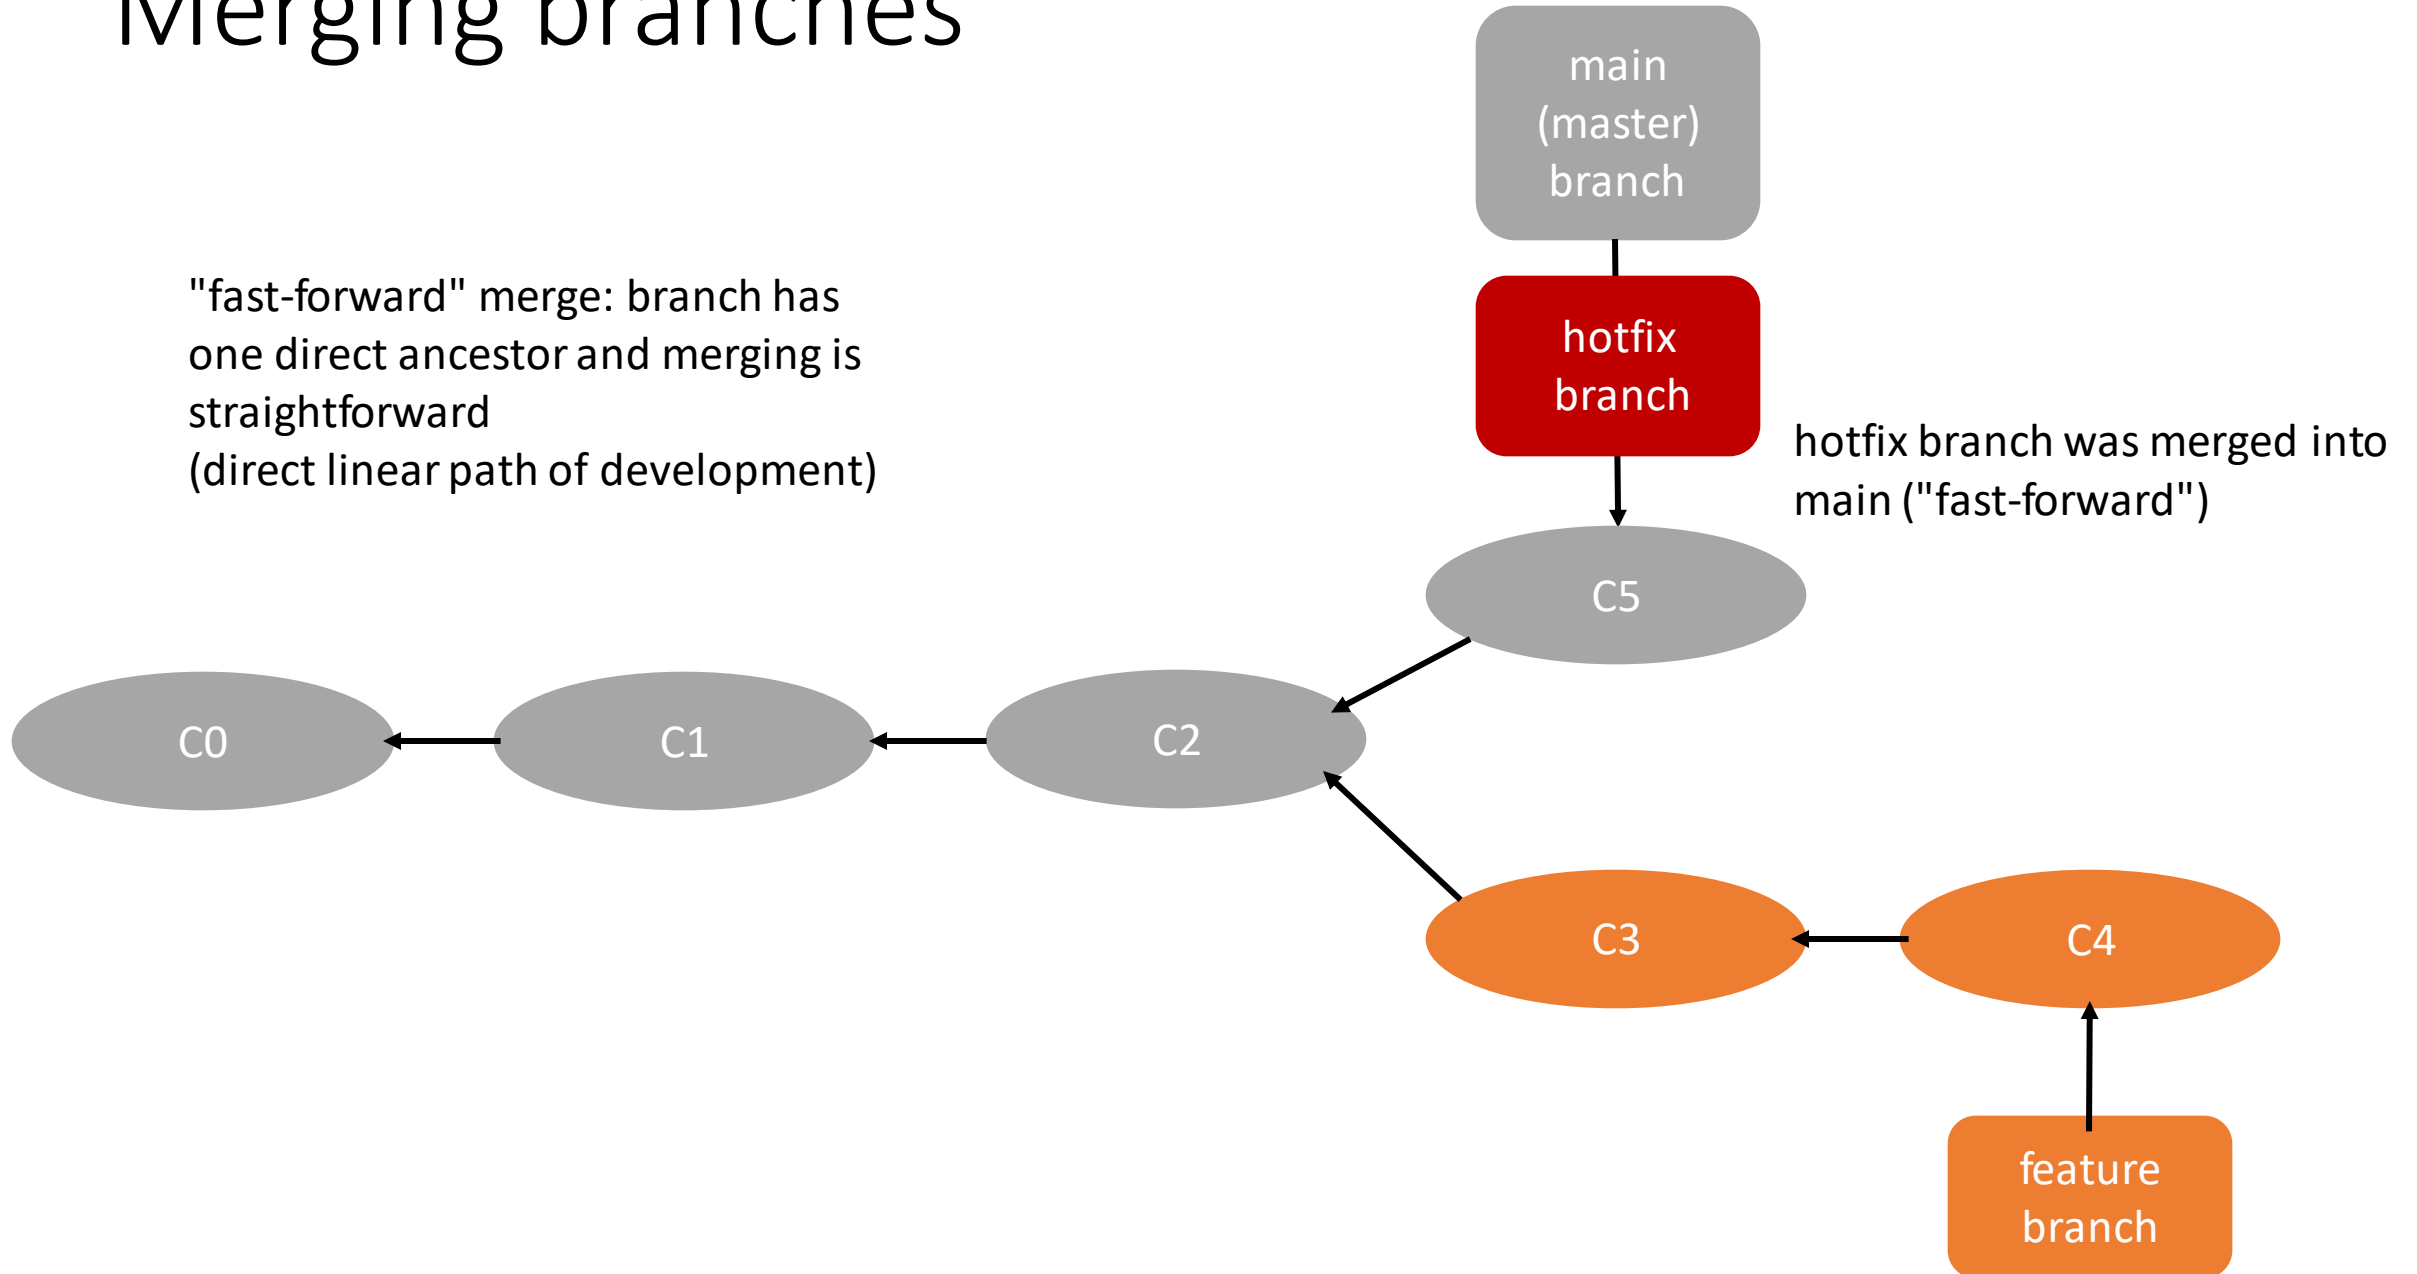 Merging branches
main
(master)
branch
"fast-forward" merge: branch has
one direct ancestor and merging is
straightforward
(direct linear path of development)
hotfix
branch
hotfix branch was merged into
main ("fast-forward")
C5
C0
C1
C2
C3
C4
feature
branch